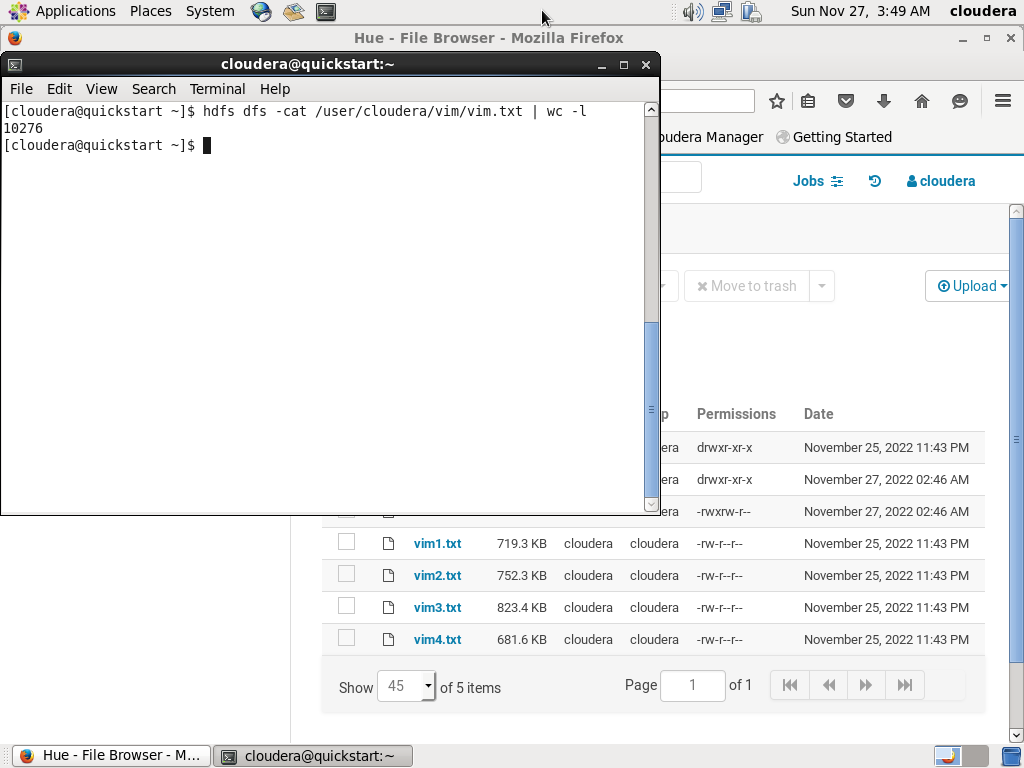 Applications Places System Sun Nov 27, 3:49 AM cloudera
Hue - File Browser - Mozilla Firefox
cloudera@quickstart:~
File Edit View Search Terminal Help
[cloudera@quickstart ~]$ hdfs dfs -cat /user/cloudera/vim/vim.txt | wc -l
10276
[cloudera@quickstart ~]$
oudera Manager Getting Started
Jobs cloudera
Move to trash Upload
p Permissions Date
era drwxr-xr-x November 25, 2022 11:43 PM
era drwxr-xr-x November 27, 2022 02:46 AM
era -rwxrw-r-- November 27, 2022 02:46 AM
vim1.txt 719.3 KB cloudera cloudera -rw-r--r-- November 25, 2022 11:43 PM
vim2.txt 752.3 KB cloudera cloudera -rw-r--r-- November 25, 2022 11:43 PM
vim3.txt 823.4 KB cloudera cloudera -rw-r--r-- November 25, 2022 11:43 PM
vim4.txt 681.6 KB cloudera cloudera -rw-r--r-- November 25, 2022 11:43 PM
Show 45 of 5 items Page 1 of 1
Hue - File Browser - M... cloudera@quickstart:~